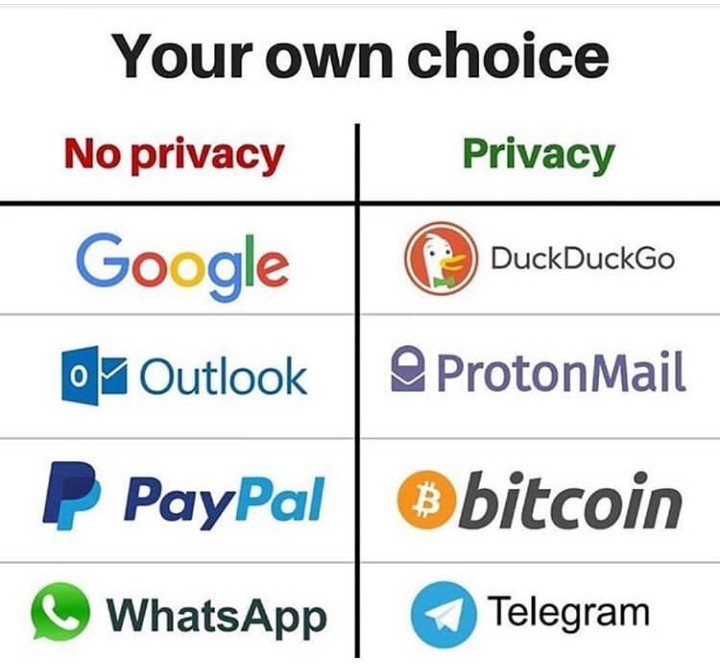 Your own choice
No privacy Privacy
Google DuckDuckGo
o Outlook ProtonMail
P PayPal ₿ bitcoin
WhatsApp Telegram